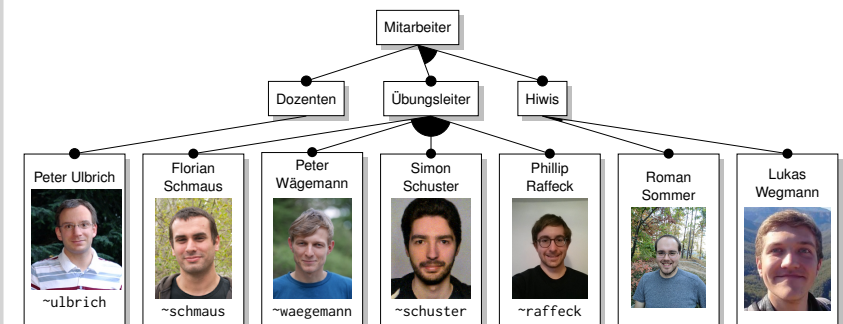 Mitarbeiter
Dozenten
Übungsleiter
Hiwis
Peter Ulbrich
~ulbrich
Florian
Schmaus
~schmaus
Peter
Wägemann
~waegemann
Simon
Schuster
~schuster
Phillip
Raffeck
~raffeck
Roman
Sommer
Lukas
Wegmann